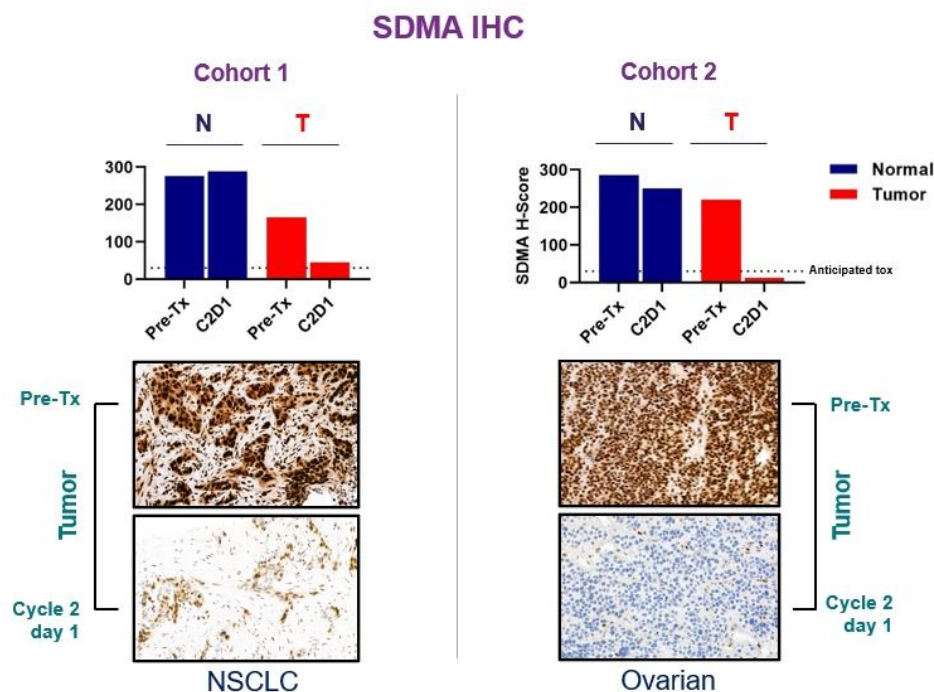 SDMA IHC
Cohort 1
N
T
300
200
100
0
Pre-Tx
C2D1
Pre-Tx
C2D1
Pre-Tx
Tumor
Cycle 2
day 1
NSCLC
Cohort 2
N
T
SDMA H-Score
300
200
100
0
Normal
Tumor
Anticipated tox
Pre-Tx
C2D1
Pre-Tx
C2D1
Pre-Tx
Tumor
Cycle 2
day 1
Ovarian